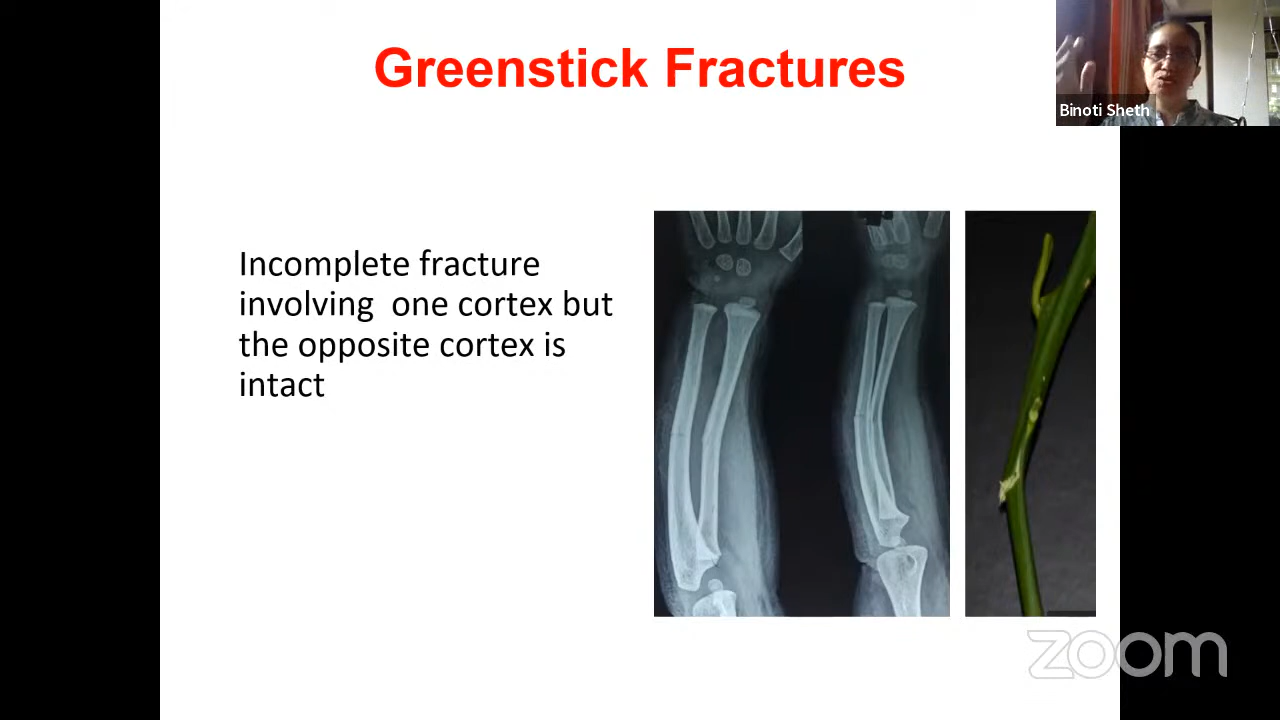 Greenstick Fractures
Binoti Sheth
Incomplete fracture
involving  one cortex but
the opposite cortex is
intact
zoom